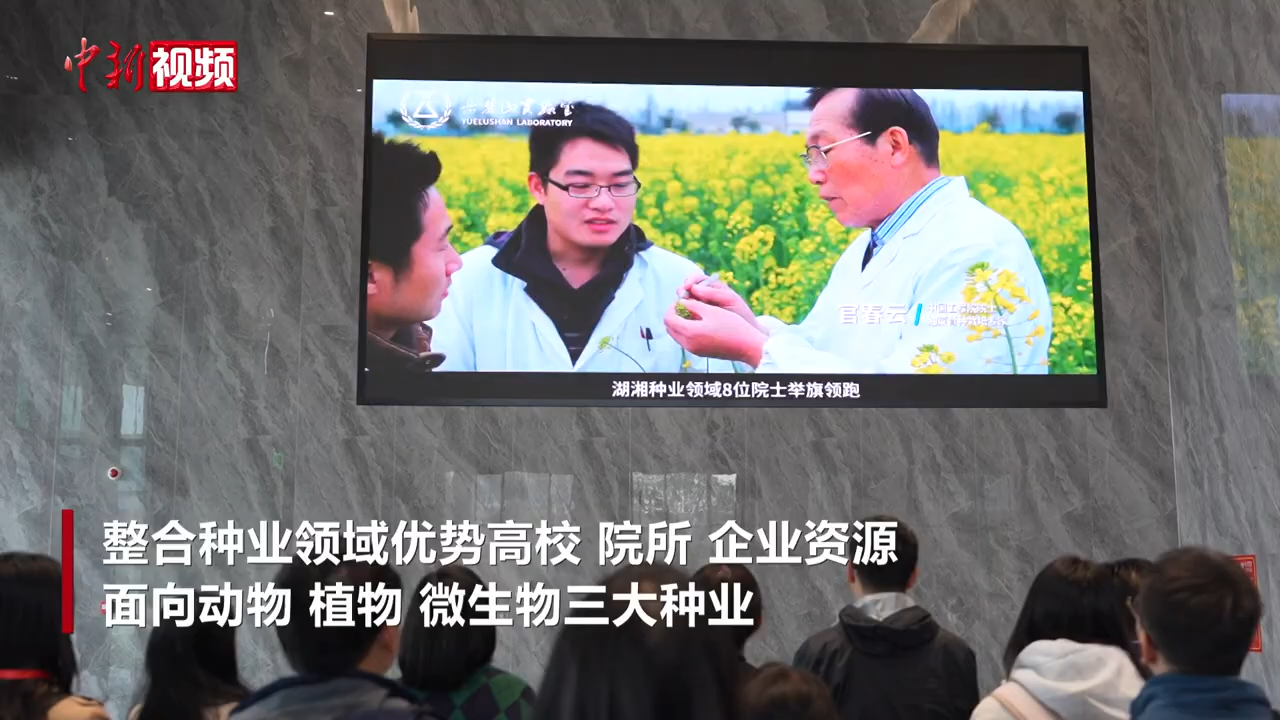 中新视频
岳麓山实验室
YUELUSHAN LABORATORY
官春云
湖湘种业领域8位院士举旗领跑
整合种业领域优势高校 院所 企业资源
面向动物 植物 微生物三大种业